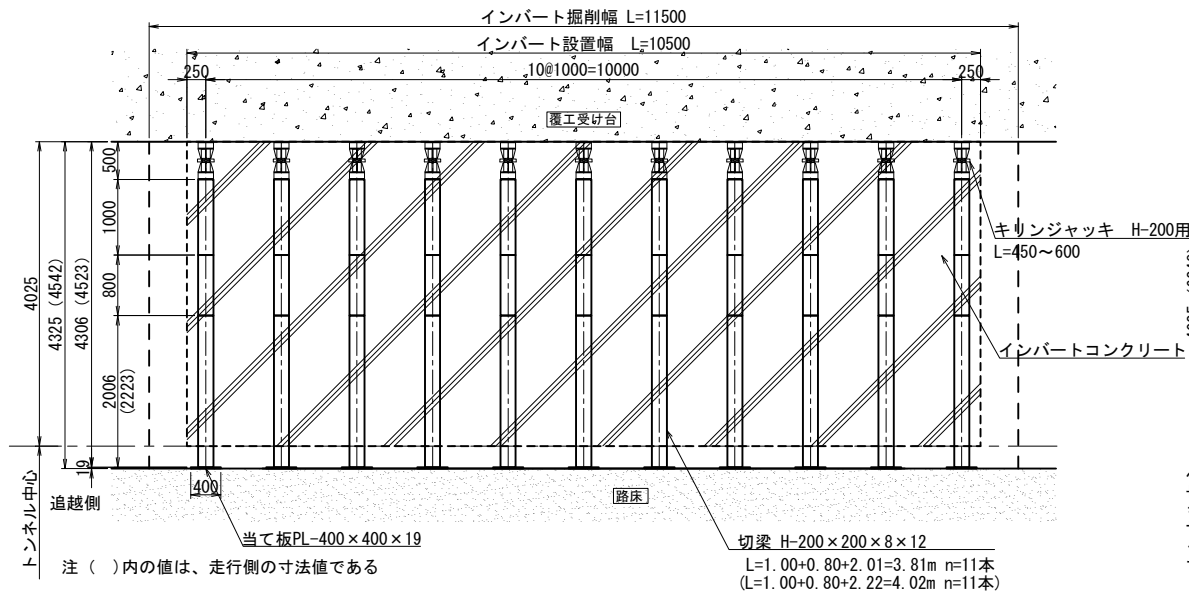 インバート掘削幅 L=11500
インバート設置幅 L=10500
250
10@1000=10000
250
覆工受け台
4025
4325 (4542)
4306 (4523)
500
1000
800
2006
(2223)
19
キリンジャッキ H-200用
L=450～600
インバートコンクリート
トンネル中心
追越側
400
路床
当て板PL-400×400×19
切梁 H-200×200×8×12
L=1.00+0.80+2.01=3.81m n=11本
(L=1.00+0.80+2.22=4.02m n=11本)
注 ( )内の値は、走行側の寸法値である